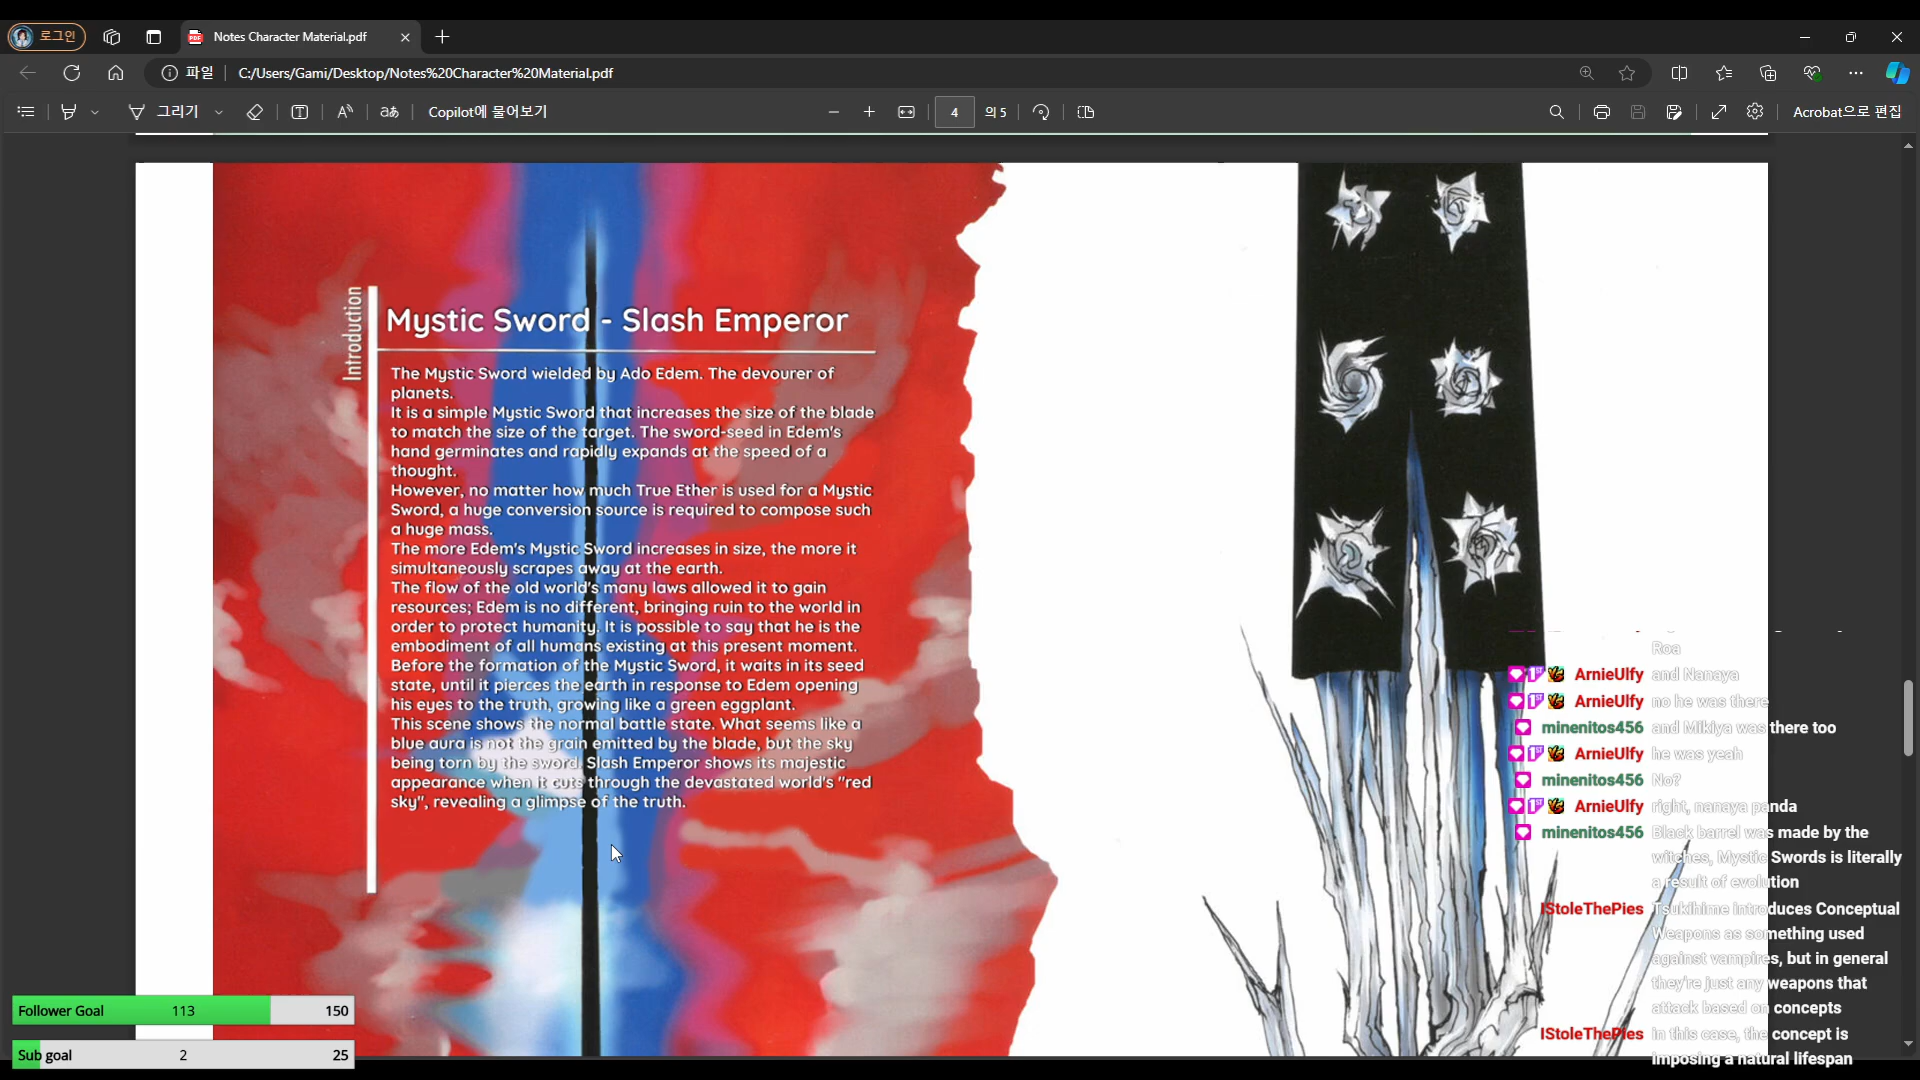 로그인
Notes Character Material.pdf
파일
C:/Users/Gami/Desktop/Notes%20Character%20Material.pdf
그리기
aあ
Copilot에 물어보기
4
의 5
Acrobat으로 편집
Introduction
Mystic Sword - Slash Emperor
The Mystic Sword wielded by Ado Edem. The devourer of
planets.
It is a simple Mystic Sword that increases the size of the blade
to match the size of the target. The sword-seed in Edem's
hand germinates and rapidly expands at the speed of a
thought.
However, no matter how much True Ether is used for a Mystic
Sword, a huge conversion source is required to compose such
a huge mass.
The more Edem's Mystic Sword increases in size, the more it
simultaneously scrapes away at the earth.
The flow of the old world's many laws allowed it to gain
resources; Edem is no different, bringing ruin to the world in
order to protect humanity. It is possible to say that he is the
embodiment of all humans existing at this present moment.
Before the formation of the Mystic Sword, it waits in its seed
state, until it pierces the earth in response to Edem opening
his eyes to the truth, growing like a green eggplant.
This scene shows the normal battle state. What seems like a
blue aura is not the grain emitted by the blade, but the sky
being torn by the sword. Slash Emperor shows its majestic
appearance when it cuts through the devastated world's "red
sky", revealing a glimpse of the truth.
Roa
ArnieUlfy and Nanaya
ArnieUlfy no he was there
minenitos456 and Mikiya was there too
ArnieUlfy he was yeah
minenitos456 No?
ArnieUlfy right, nanaya panda
minenitos456 Black barrel was made by the
witches, Mystic Swords is literally
a result of evolution
IStoleThePies Tsukihime introduces Conceptual
Weapons as something used
against vampires, but in general
they're just any weapons that
attack based on concepts
IStoleThePies in this case, the concept is
imposing a natural lifespan
Follower Goal 113 150
Sub goal 2 25